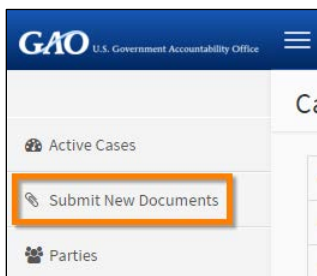 GAO U.S. Government Accountability Office
Ca
Active Cases
Submit New Documents
Parties